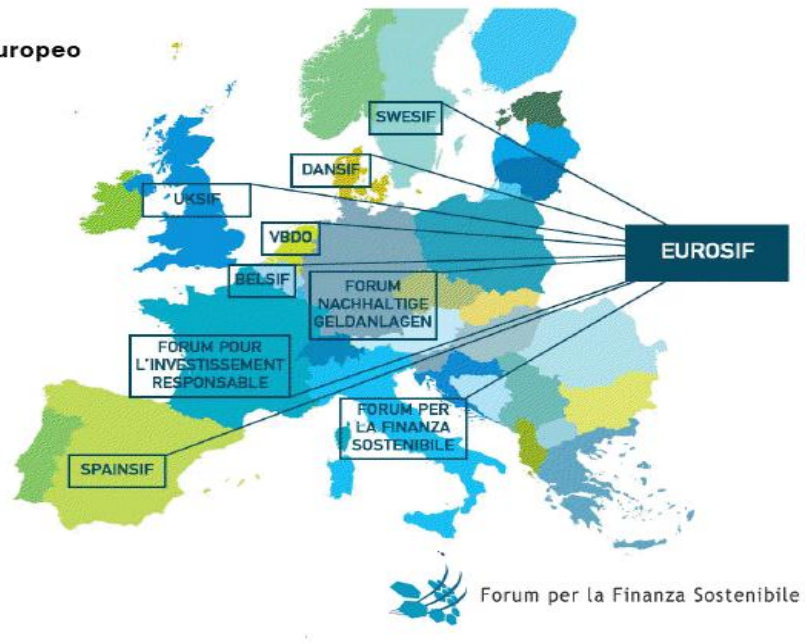 uropeo
SWESIF
DANSIF
UKSIF
VBDO
EUROSIF
BELSIF
FORUM
NACHHALTIGE
GELDANLAGEN
FORUM POUR
L'INVESTISSEMENT
RESPONSABLE
FORUM PER
LA FINANZA
SOSTENIBILE
SPAINSIF
Forum per la Finanza Sostenibile